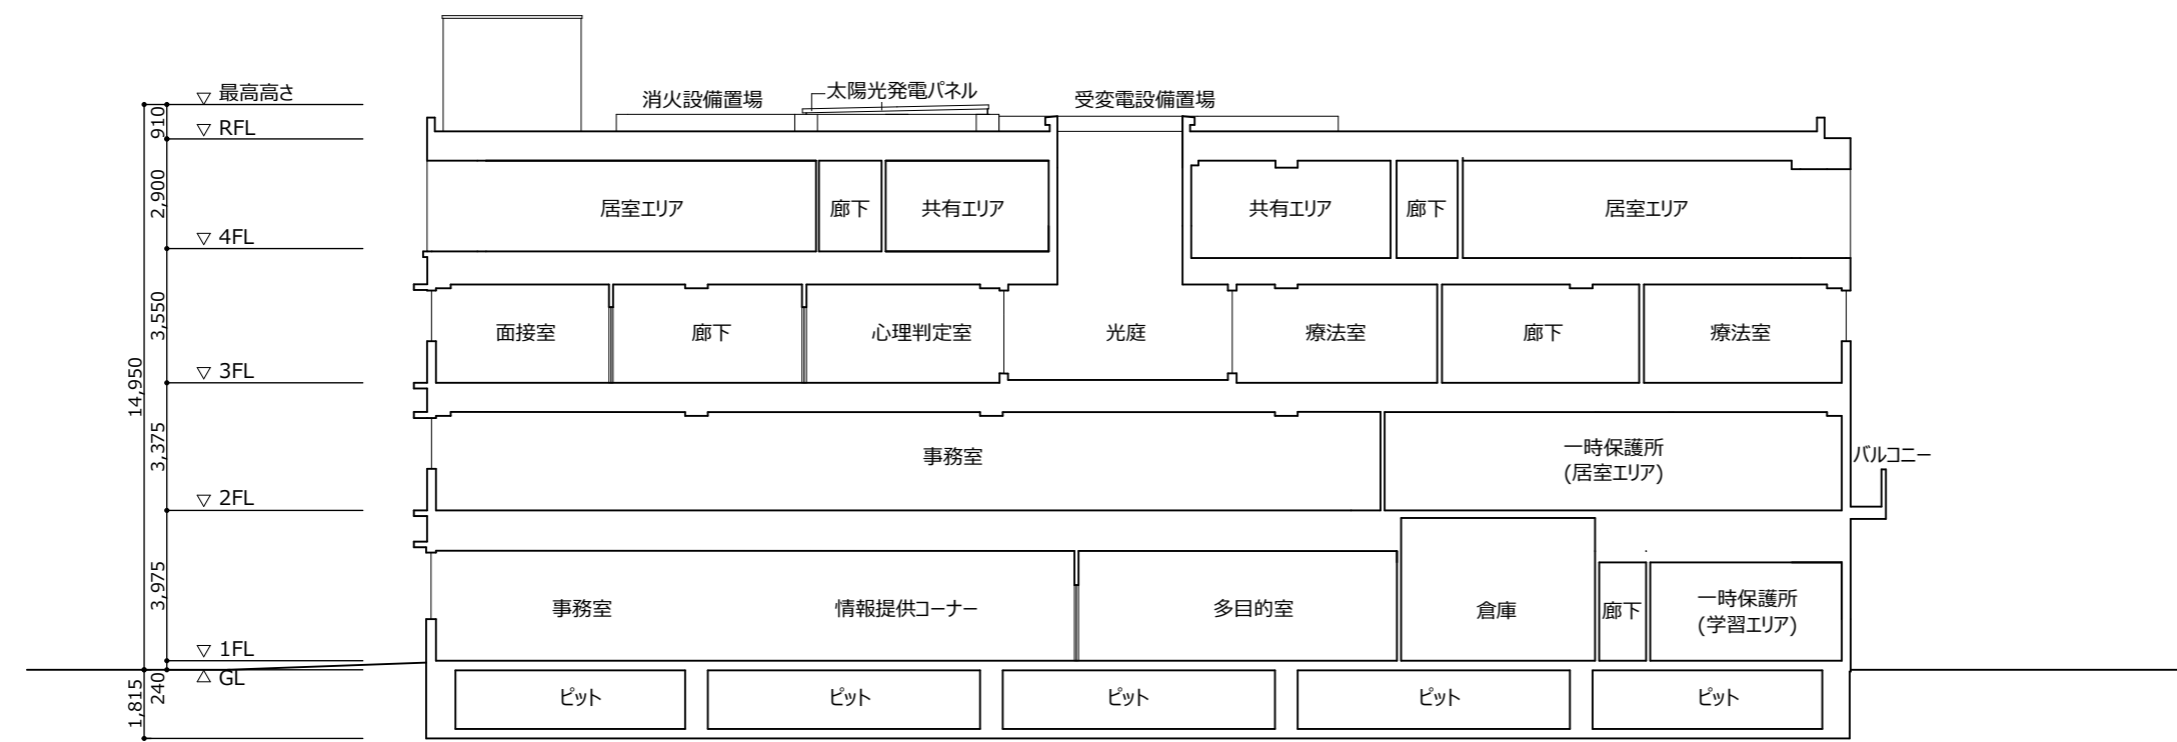 消火設備置場
太陽光発電パネル
受変電設備置場
▽ 最高高さ
910
▽ RFL
2,900
居室エリア
廊下
共有エリア
共有エリア
廊下
居室エリア
▽ 4FL
3,550
面接室
廊下
心理判定室
光庭
療法室
廊下
療法室
▽ 3FL
14,950
3,375
事務室
一時保護所
(居室エリア)
バルコニー
▽ 2FL
3,975
事務室
情報提供コーナー
多目的室
倉庫
廊下
一時保護所
(学習エリア)
▽ 1FL
△ GL
240
1,815
ピット
ピット
ピット
ピット
ピット